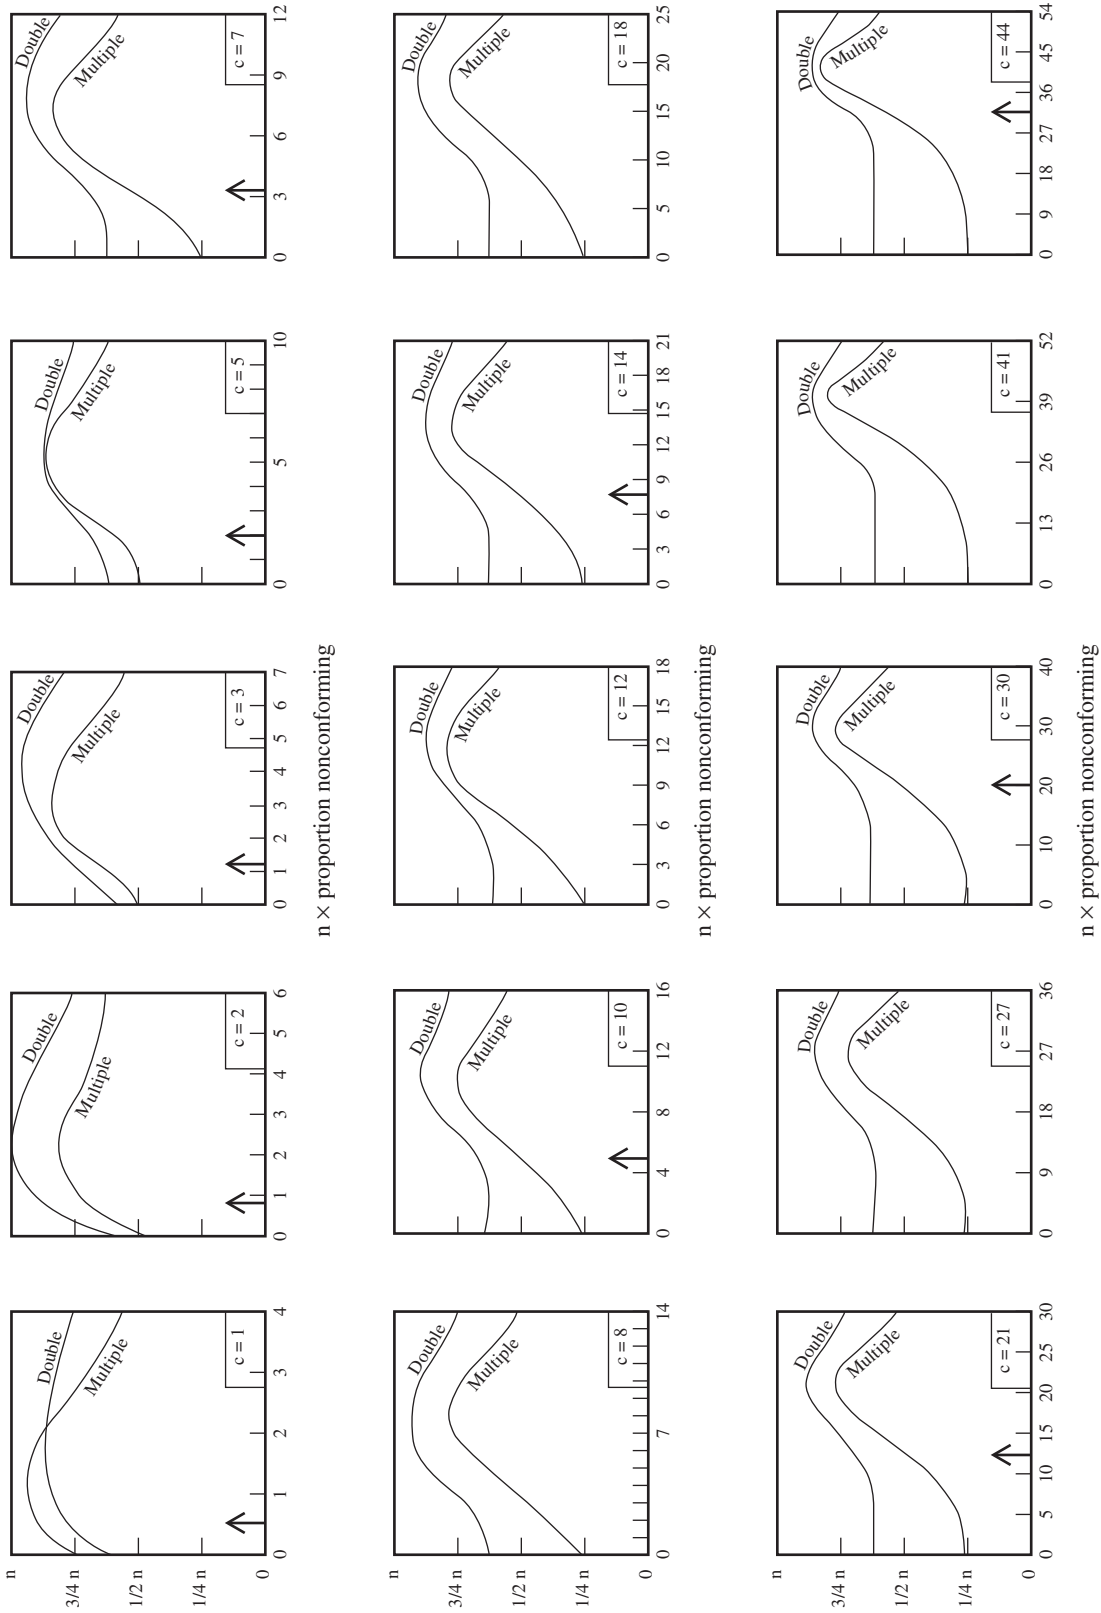 n
3/4 n
1/2 n
1/4 n
0
Double
Multiple
c = 1
0 1 2 3 4
Double
Multiple
c = 2
0 1 2 3 4 5 6
Double
Multiple
c = 3
0 1 2 3 4 5 6 7
Double
Multiple
c = 5
0 5 10
Double
Multiple
c = 7
0 3 6 9 12
n × proportion nonconforming
n
3/4 n
1/2 n
1/4 n
0
Double
Multiple
c = 8
0 7 14
Double
Multiple
c = 10
0 4 8 12 16
Double
Multiple
c = 12
0 3 6 9 12 15 18
Double
Multiple
c = 14
0 3 6 9 12 15 18 21
Double
Multiple
c = 18
0 5 10 15 20 25
n × proportion nonconforming
n
3/4 n
1/2 n
1/4 n
0
Double
Multiple
c = 21
0 5 10 15 20 25 30
Double
Multiple
c = 27
0 9 18 27 36
Double
Multiple
c = 30
0 10 20 30 40
Double
Multiple
c = 41
0 13 26 39 52
Double
Multiple
c = 44
0 9 18 27 36 45 54
n × proportion nonconforming